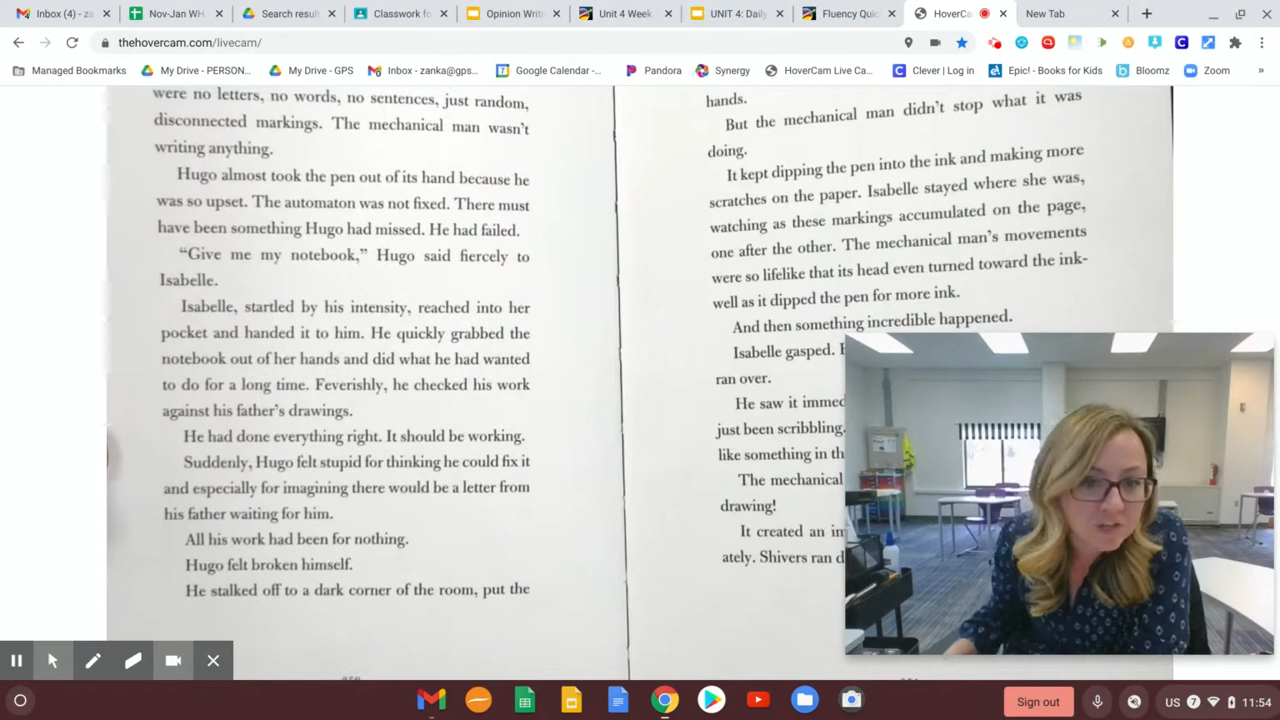 Inbox (4) - za
Nov-Jan WH
Search result
Classwork fo
Opinion Writ
Unit 4 Week
UNIT 4: Daily
Fluency Quic
HoverCa
New Tab
thehovercam.com/livecam/
Managed Bookmarks
My Drive - PERSON...
My Drive - GPS
Inbox - zanka@gps...
Google Calendar -...
Pandora
Synergy
HoverCam Live Ca...
Clever | Log in
Epic! - Books for Kids
Bloomz
Zoom
»
were no letters, no words, no sentences, just random,
disconnected markings. The mechanical man wasn't
writing anything.
Hugo almost took the pen out of its hand because he
was so upset. The automaton was not fixed. There must
have been something Hugo had missed. He had failed.
“Give me my notebook,” Hugo said fiercely to
Isabelle.
Isabelle, startled by his intensity, reached into her
pocket and handed it to him. He quickly grabbed the
notebook out of her hands and did what he had wanted
to do for a long time. Feverishly, he checked his work
against his father's drawings.
He had done everything right. It should be working.
Suddenly, Hugo felt stupid for thinking he could fix it
and especially for imagining there would be a letter from
his father waiting for him.
All his work had been for nothing.
Hugo felt broken himself.
He stalked off to a dark corner of the room, put the
hands.
But the mechanical man didn't stop what it was
doing.
It kept dipping the pen into the ink and making more
scratches on the paper. Isabelle stayed where she was,
watching as these markings accumulated on the page,
one after the other. The mechanical man's movements
were so lifelike that its head even turned toward the ink-
well as it dipped the pen for more ink.
And then something incredible happened.
Isabelle gasped.
ran over.
He saw it immed
just been scribbling.
like something in th
The mechanical
drawing!
It created an im
ately. Shivers ran d
Sign out
US
7
11:54